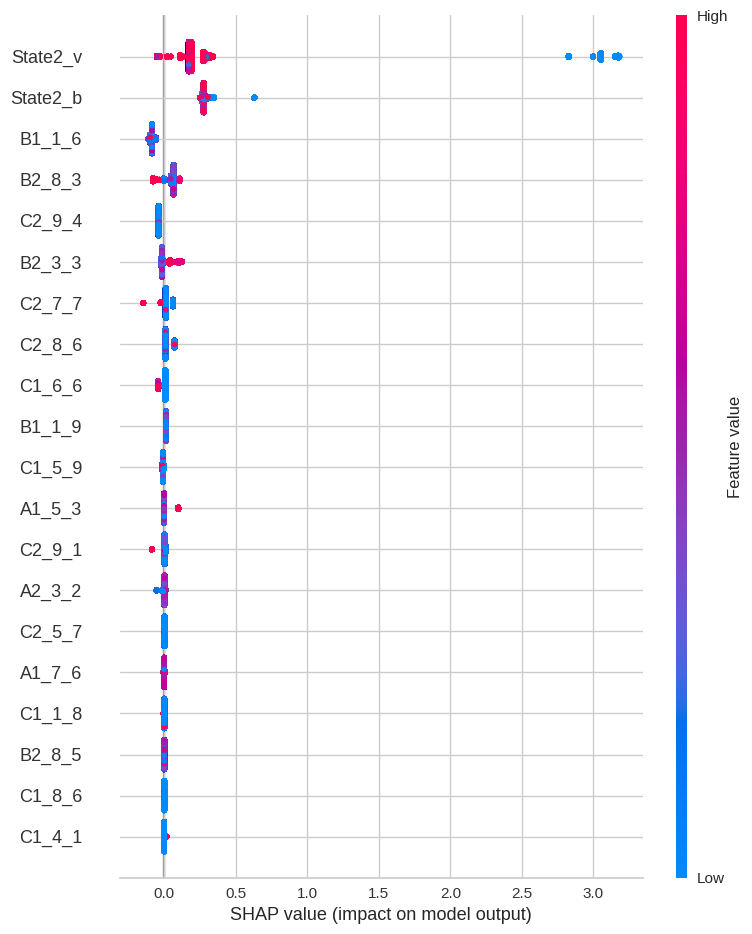 High
State2_v
State2_b
B1_1_6
B2_8_3
C2_9_4
B2_3_3
C2_7_7
C2_8_6
C1_6_6
B1_1_9
C1_5_9
A1_5_3
C2_9_1
A2_3_2
C2_5_7
A1_7_6
C1_1_8
B2_8_5
C1_8_6
C1_4_1
Feature value
Low
0.0 0.5 1.0 1.5 2.0 2.5 3.0
SHAP value (impact on model output)